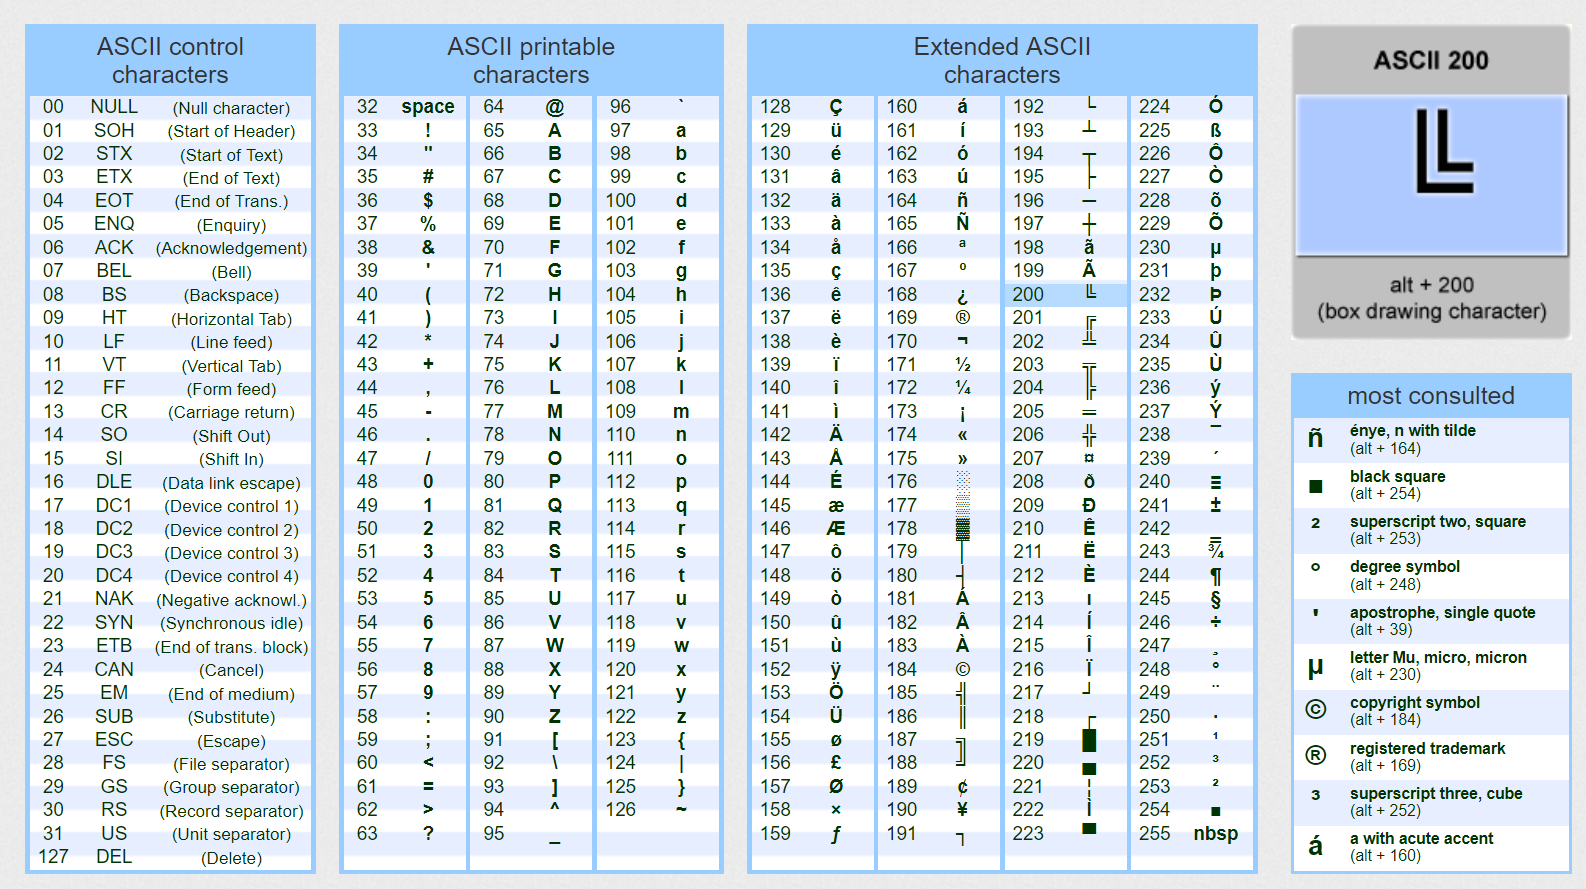 ASCII control
characters
00 NULL (Null character)
01 SOH (Start of Header)
02 STX (Start of Text)
03 ETX (End of Text)
04 EOT (End of Trans.)
05 ENQ (Enquiry)
06 ACK (Acknowledgement)
07 BEL (Bell)
08 BS (Backspace)
09 HT (Horizontal Tab)
10 LF (Line feed)
11 VT (Vertical Tab)
12 FF (Form feed)
13 CR (Carriage return)
14 SO (Shift Out)
15 SI (Shift In)
16 DLE (Data link escape)
17 DC1 (Device control 1)
18 DC2 (Device control 2)
19 DC3 (Device control 3)
20 DC4 (Device control 4)
21 NAK (Negative acknowl.)
22 SYN (Synchronous idle)
23 ETB (End of trans. block)
24 CAN (Cancel)
25 EM (End of medium)
26 SUB (Substitute)
27 ESC (Escape)
28 FS (File separator)
29 GS (Group separator)
30 RS (Record separator)
31 US (Unit separator)
127 DEL (Delete)
ASCII printable
characters
32 space
33 !
34 "
35 #
36 $
37 %
38 &
39 '
40 (
41 )
42 *
43 +
44 ,
45 -
46 .
47 /
48 0
49 1
50 2
51 3
52 4
53 5
54 6
55 7
56 8
57 9
58 :
59 ;
60 <
61 =
62 >
63 ?
64 @
65 A
66 B
67 C
68 D
69 E
70 F
71 G
72 H
73 I
74 J
75 K
76 L
77 M
78 N
79 O
80 P
81 Q
82 R
83 S
84 T
85 U
86 V
87 W
88 X
89 Y
90 Z
91 [
92 \
93 ]
94 ^
95 _
96 `
97 a
98 b
99 c
100 d
101 e
102 f
103 g
104 h
105 i
106 j
107 k
108 l
109 m
110 n
111 o
112 p
113 q
114 r
115 s
116 t
117 u
118 v
119 w
120 x
121 y
122 z
123 {
124 |
125 }
126 ~
Extended ASCII
characters
128 Ç
129 ü
130 é
131 â
132 ä
133 à
134 å
135 ç
136 ê
137 ë
138 è
139 ï
140 î
141 ì
142 Ä
143 Å
144 É
145 æ
146 Æ
147 ô
148 ö
149 ò
150 û
151 ù
152 ÿ
153 Ö
154 Ü
155 ø
156 £
157 Ø
158 ×
159 ƒ
160 á
161 í
162 ó
163 ú
164 ñ
165 Ñ
166 ª
167 º
168 ¿
169 ®
170 ¬
171 ½
172 ¼
173 ¡
174 «
175 »
176 ░
177 ▒
178 ▓
179 │
180 ┤
181 Á
182 Â
183 À
184 ©
185 ╣
186 ║
187 ╗
188 ╝
189 ¢
190 ¥
191 ┐
192 └
193 ┴
194 ┬
195 ├
196 ─
197 ┼
198 ã
199 Ã
200 ╚
201 ╔
202 ╩
203 ╦
204 ╠
205 ═
206 ╬
207 ¤
208 ð
209 Ð
210 Ê
211 Ë
212 È
213 ı
214 Í
215 Î
216 Ï
217 ┘
218 ┌
219 █
220 ▄
221 ¦
222 Ì
223 ▀
224 Ó
225 ß
226 Ô
227 Ò
228 õ
229 Õ
230 µ
231 þ
232 Þ
233 Ú
234 Û
235 Ù
236 ý
237 Ý
238 ¯
239 ´
240 ≡
241 ±
242 ‗
243 ¾
244 ¶
245 §
246 ÷
247 ¸
248 °
249 ¨
250 ·
251 ¹
252 ³
253 ²
254 ■
255 nbsp
ASCII 200
╚
alt + 200
(box drawing character)
most consulted
ñ énye, n with tilde
(alt + 164)
■ black square
(alt + 254)
² superscript two, square
(alt + 253)
° degree symbol
(alt + 248)
' apostrophe, single quote
(alt + 39)
µ letter Mu, micro, micron
(alt + 230)
© copyright symbol
(alt + 184)
® registered trademark
(alt + 169)
³ superscript three, cube
(alt + 252)
á a with acute accent
(alt + 160)